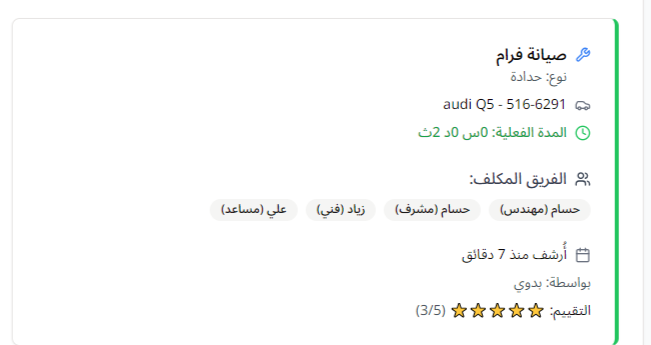 صيانة فرام
نوع: حدادة
audi Q5 - 516-6291
المدة الفعلية: 0س 0د 2ث
الفريق المكلف:
حسام (مهندس) حسام (مشرف) زياد (فني) علي (مساعد)
أُرشف منذ 7 دقائق
بواسطة: بدوي
التقييم: ⭐⭐⭐⭐⭐ (3/5)